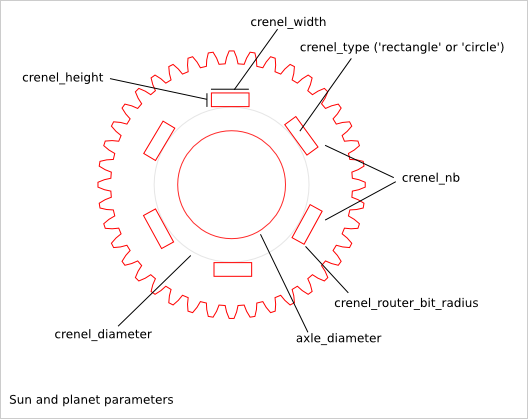 crenel_width
crenel_type ('rectangle' or 'circle')
crenel_height
crenel_nb
crenel_router_bit_radius
crenel_diameter
axle_diameter
Sun and planet parameters